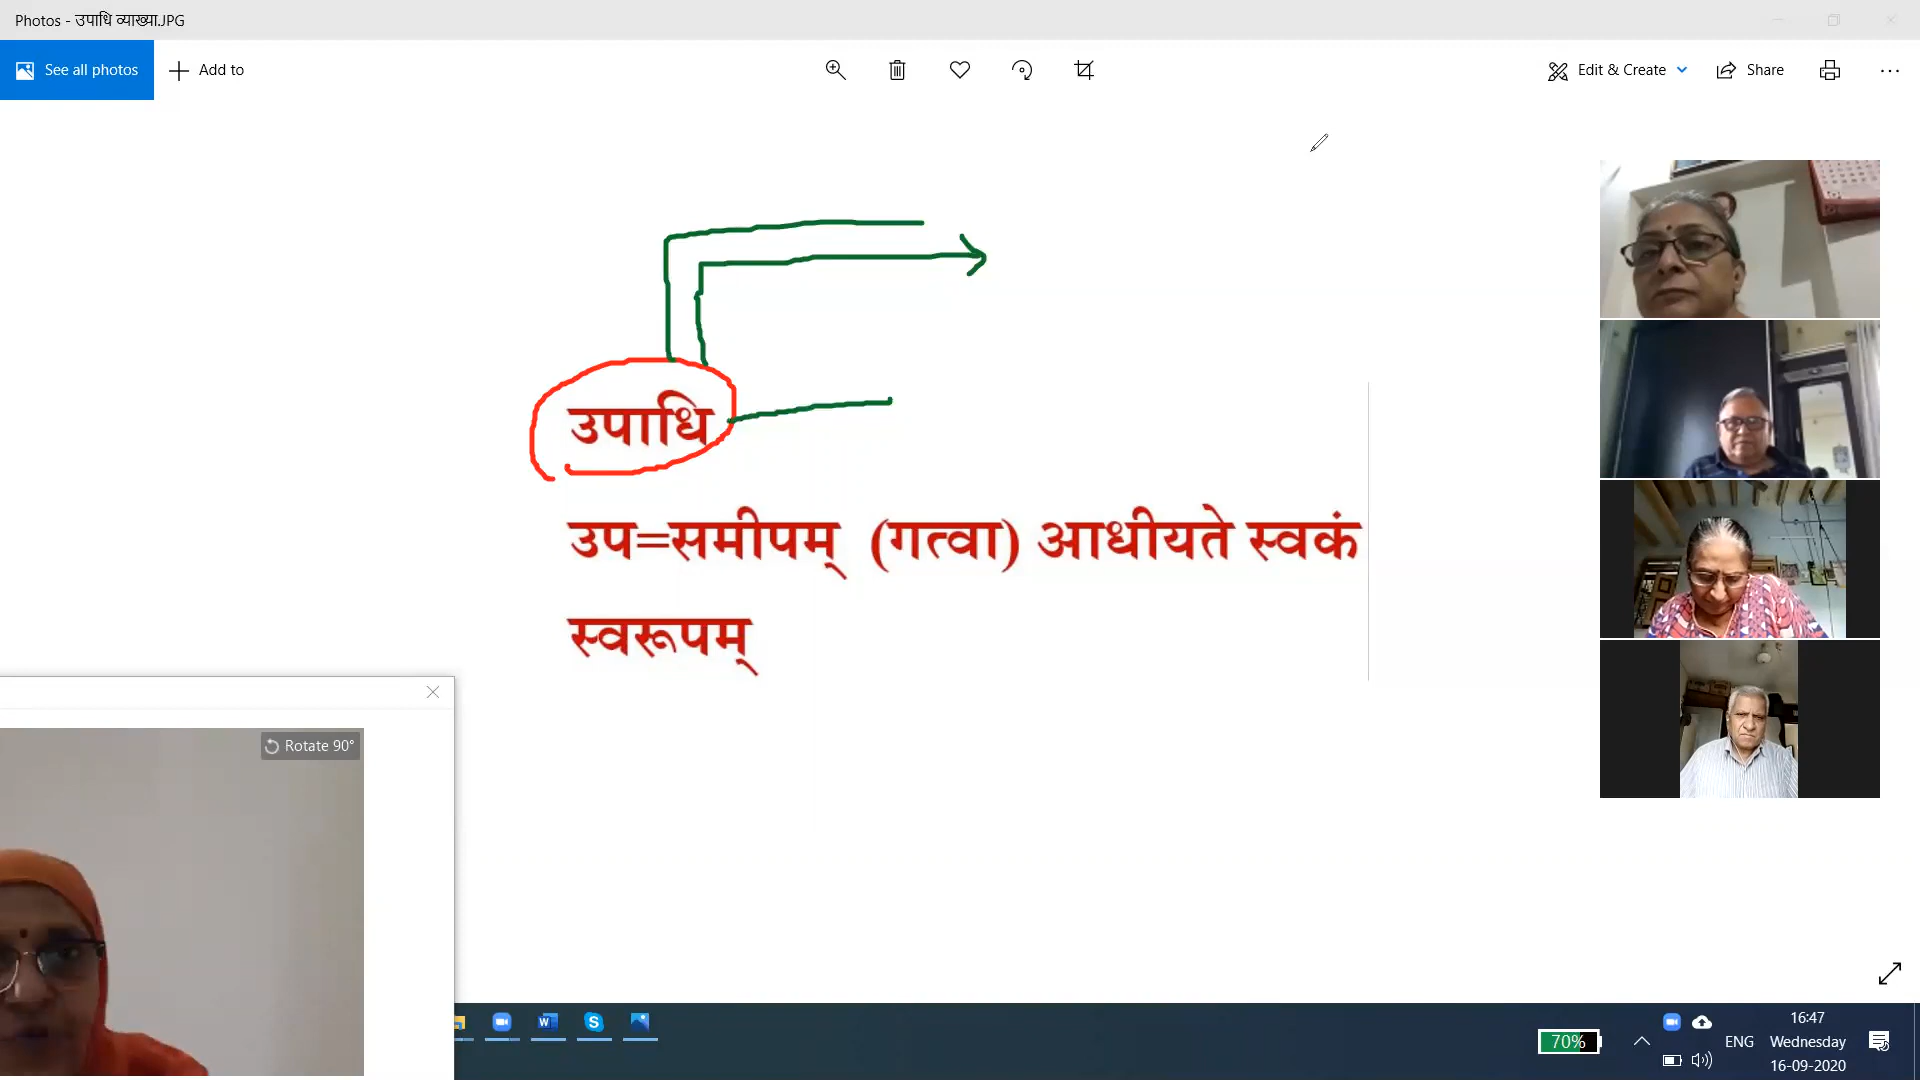 Photos - उपाधि व्याख्या.JPG
See all photos
Add to
Edit & Create
Share
उपाधि
उप=समीपम् (गत्वा) आधीयते स्वकं
स्वरूपम्
Rotate 90°
70%
ENG
16:47
Wednesday
16-09-2020